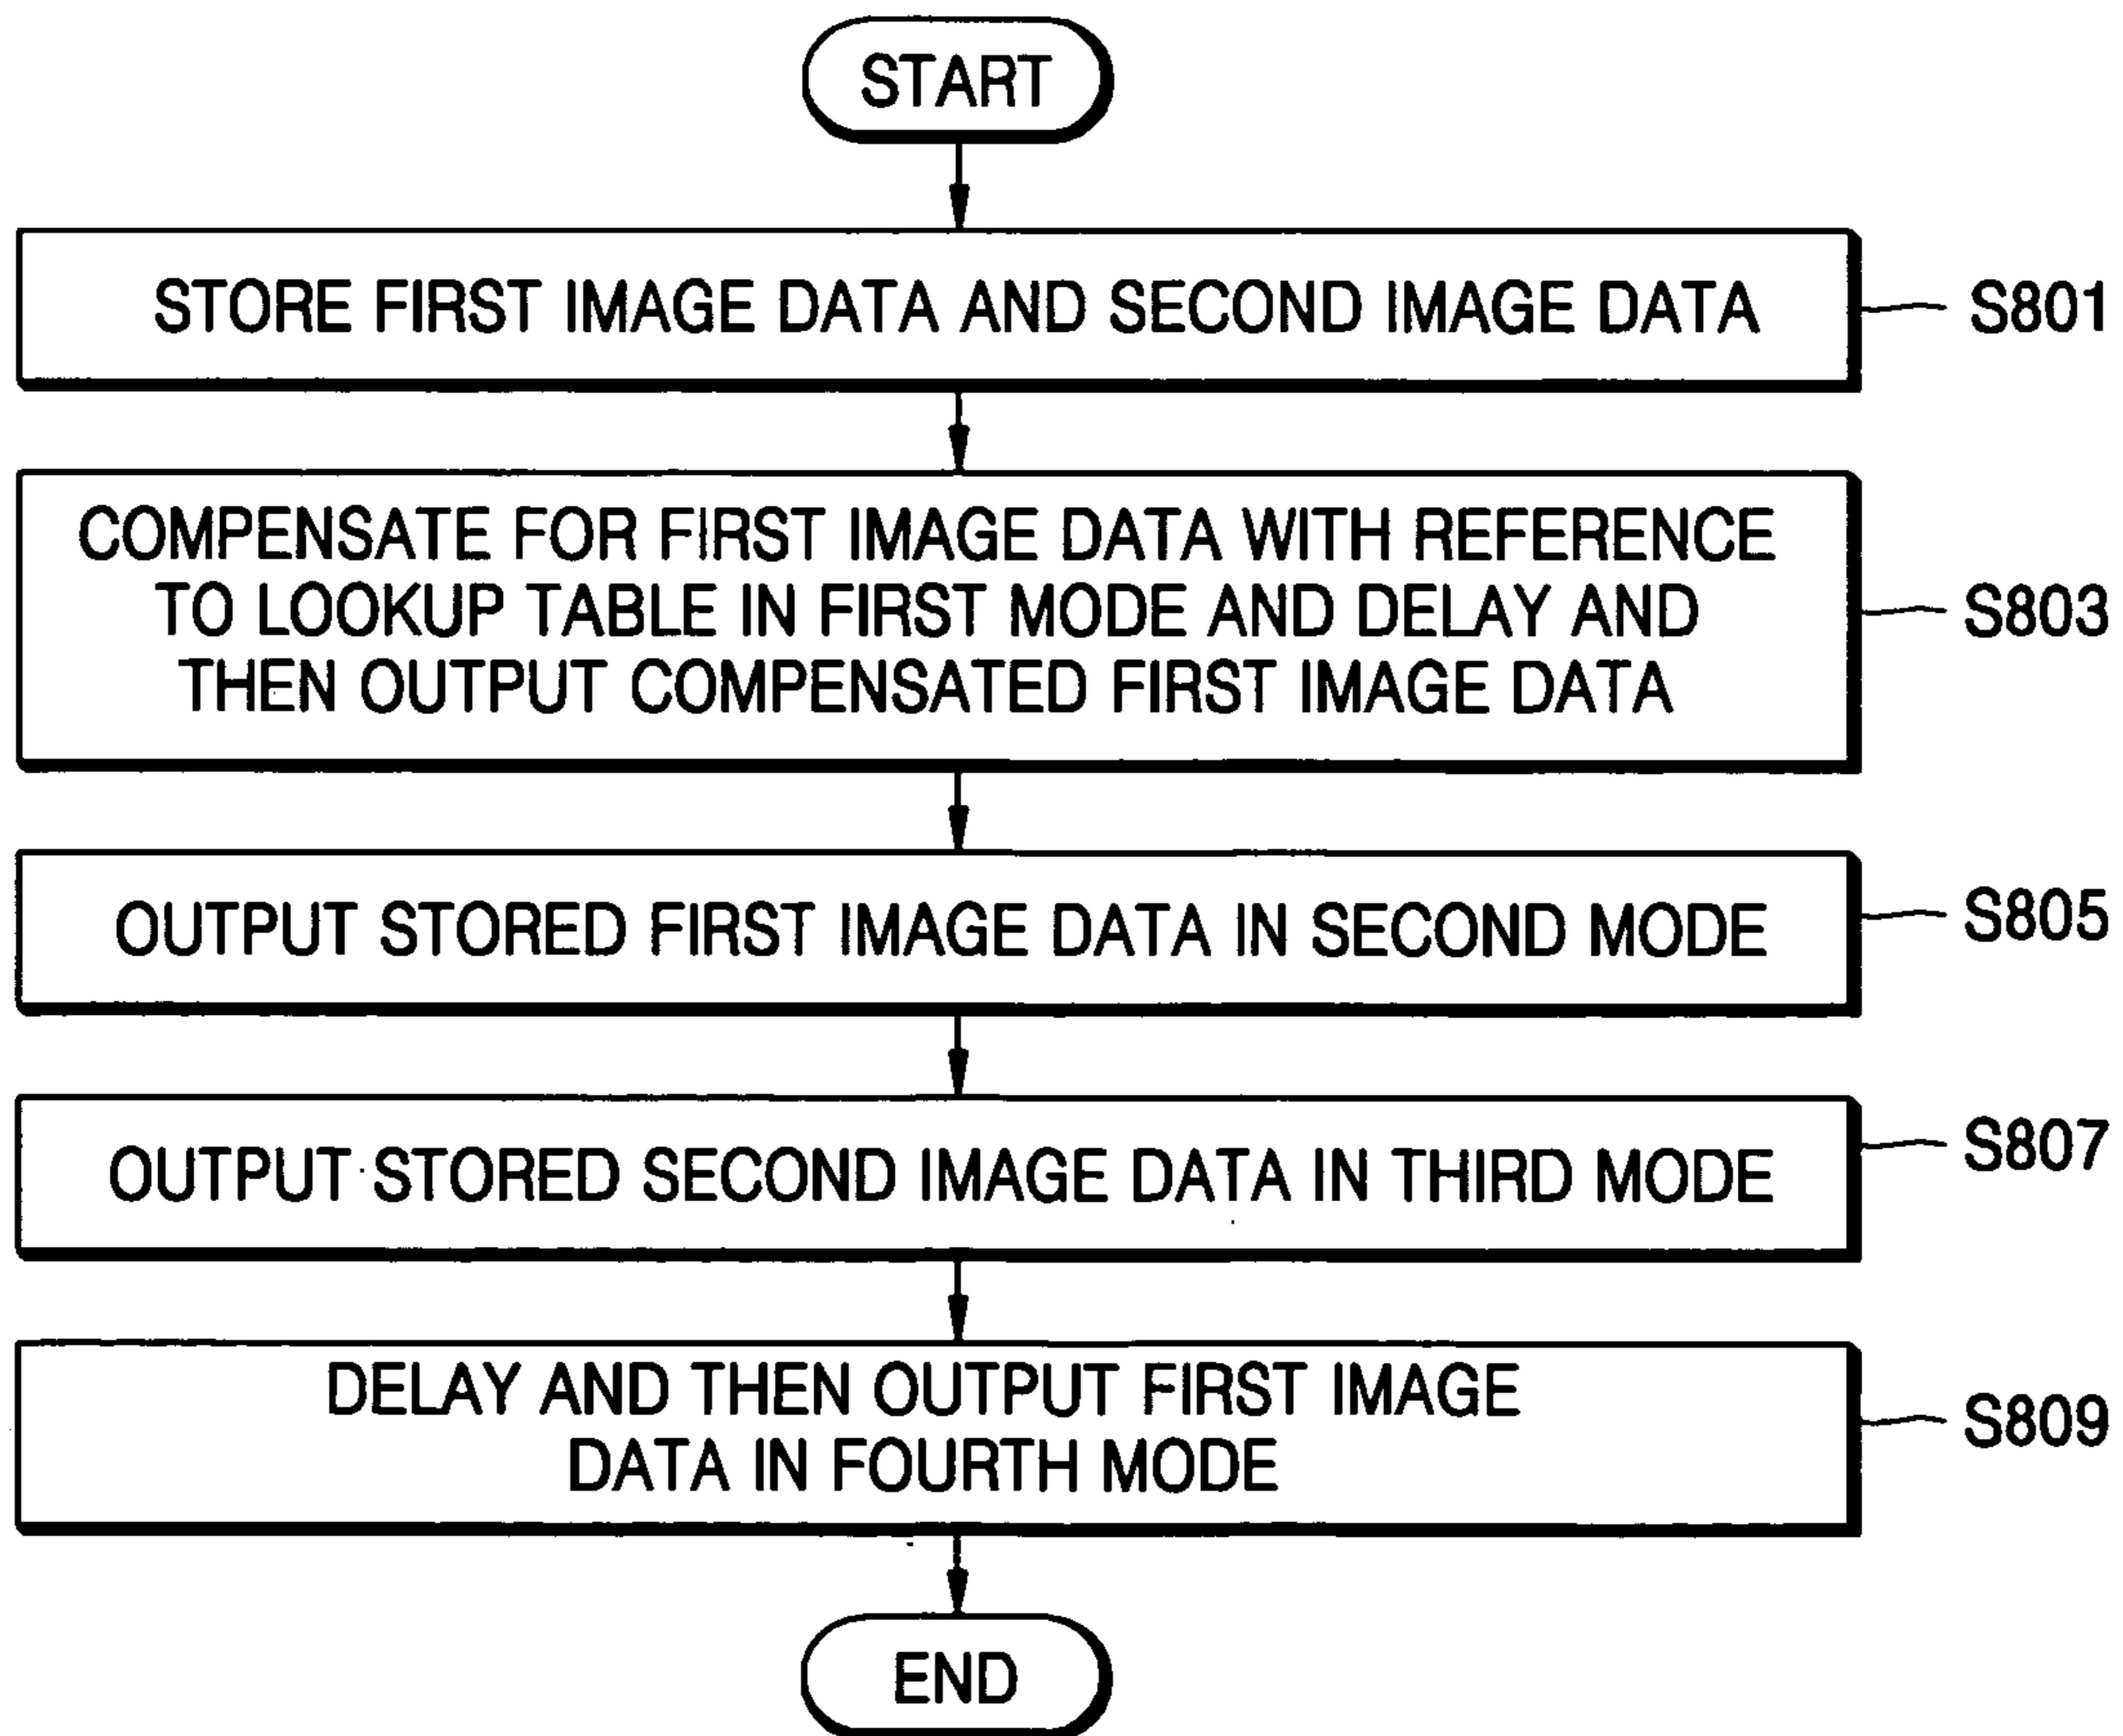 START
STORE FIRST IMAGE DATA AND SECOND IMAGE DATA
S801
COMPENSATE FOR FIRST IMAGE DATA WITH REFERENCE
TO LOOKUP TABLE IN FIRST MODE AND DELAY AND
THEN OUTPUT COMPENSATED FIRST IMAGE DATA
S803
OUTPUT STORED FIRST IMAGE DATA IN SECOND MODE
S805
OUTPUT STORED SECOND IMAGE DATA IN THIRD MODE
S807
DELAY AND THEN OUTPUT FIRST IMAGE
DATA IN FOURTH MODE
S809
END